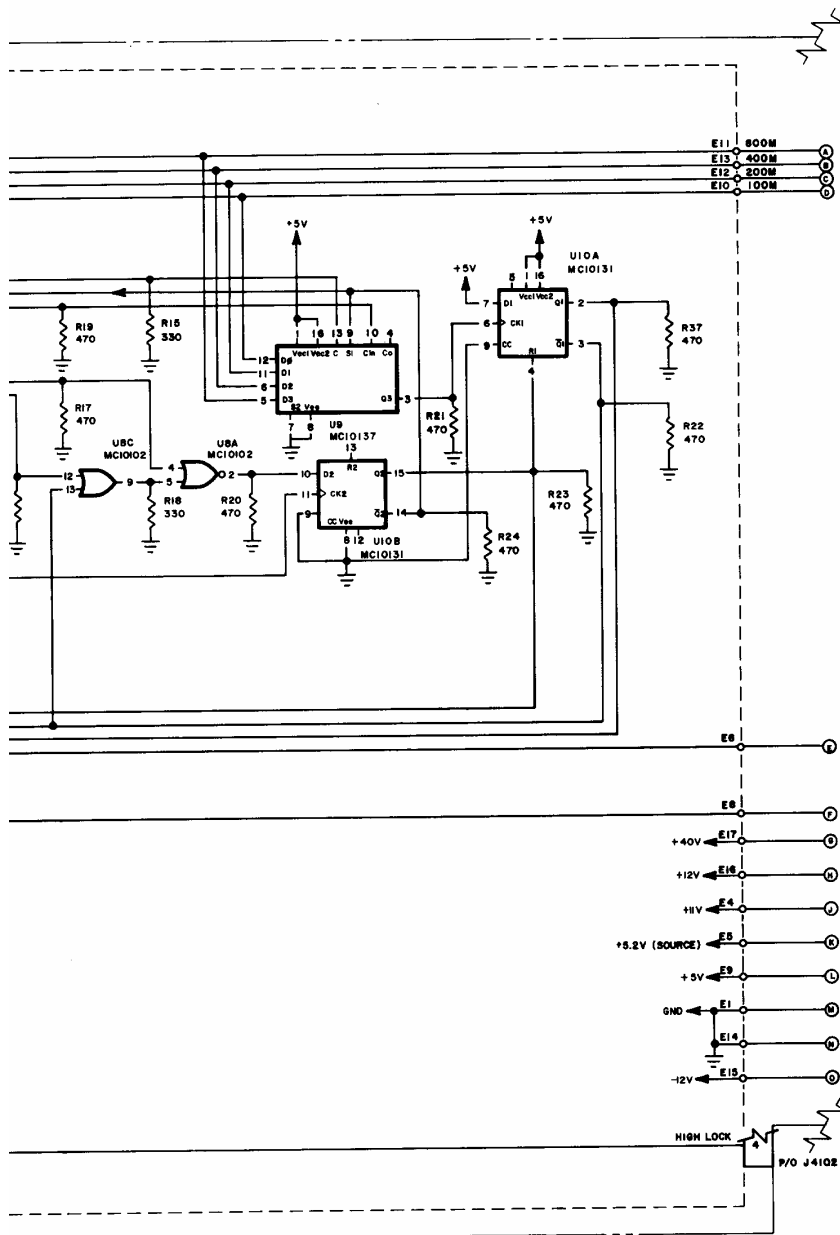 E11 800M A
E13 400M B
E12 200M C
E10 100M D
+5V
+5V
U10A
MC10131
+5V
5 1 16
Vcc1 Vcc2
7 D1 Q1 2
6 CK1
9 CC Q̅1 3
R1
4
R37
470
R19
470
R15
330
1 16 13 9 10 4
Vcc1 Vcc2 C S1 Cin Co
12 D0
11 D1
6 D2
5 D3
Q3 3
S2 Vee
7 8
U9
MC10137
R21
470
R22
470
R17
470
U8C
MC10102
12
13
9
U8A
MC10102
4
5
2
R18
330
R20
470
13
R2
10 D2 Q2 15
11 CK2
9 Q̅2 14
CC Vee
8 12
U10B
MC10131
R23
470
R24
470
E6 E
E8 F
+40V E17 G
+12V E16 H
+11V E4 J
+5.2V (SOURCE) E5 K
+5V E9 L
GND E1 M
E14 N
-12V E15 O
HIGH LOCK 4
P/O J4102